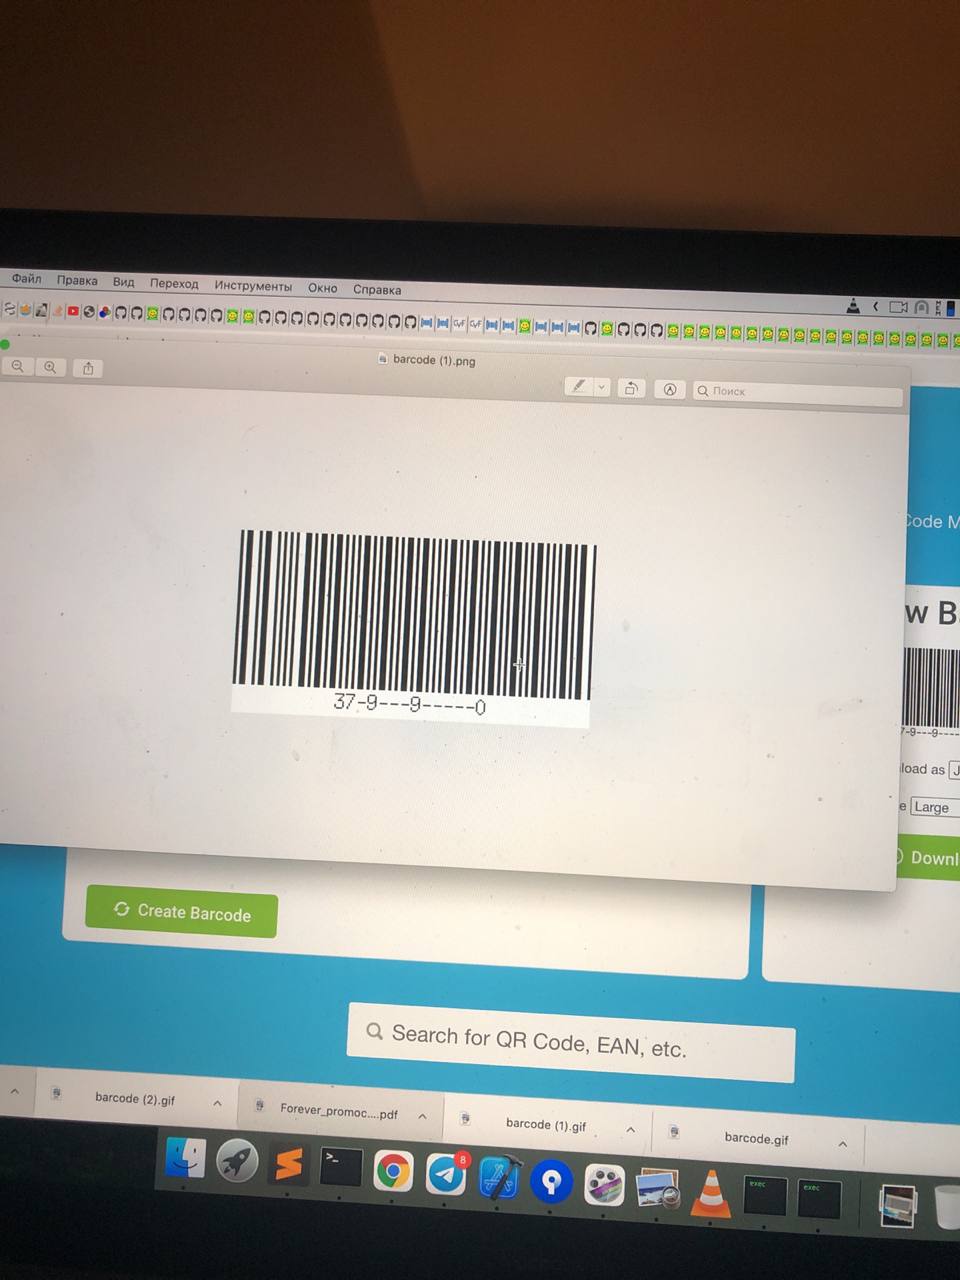 Файл Правка Вид Переход Инструменты Окно Справка
barcode (1).png
Поиск
37-9---9-----0
Code M
w B
7-9---9----
load as J
e Large
Downl
Create Barcode
Search for QR Code, EAN, etc.
barcode (2).gif
Forever_promoc....pdf
barcode (1).gif
barcode.gif
8
exec
exec